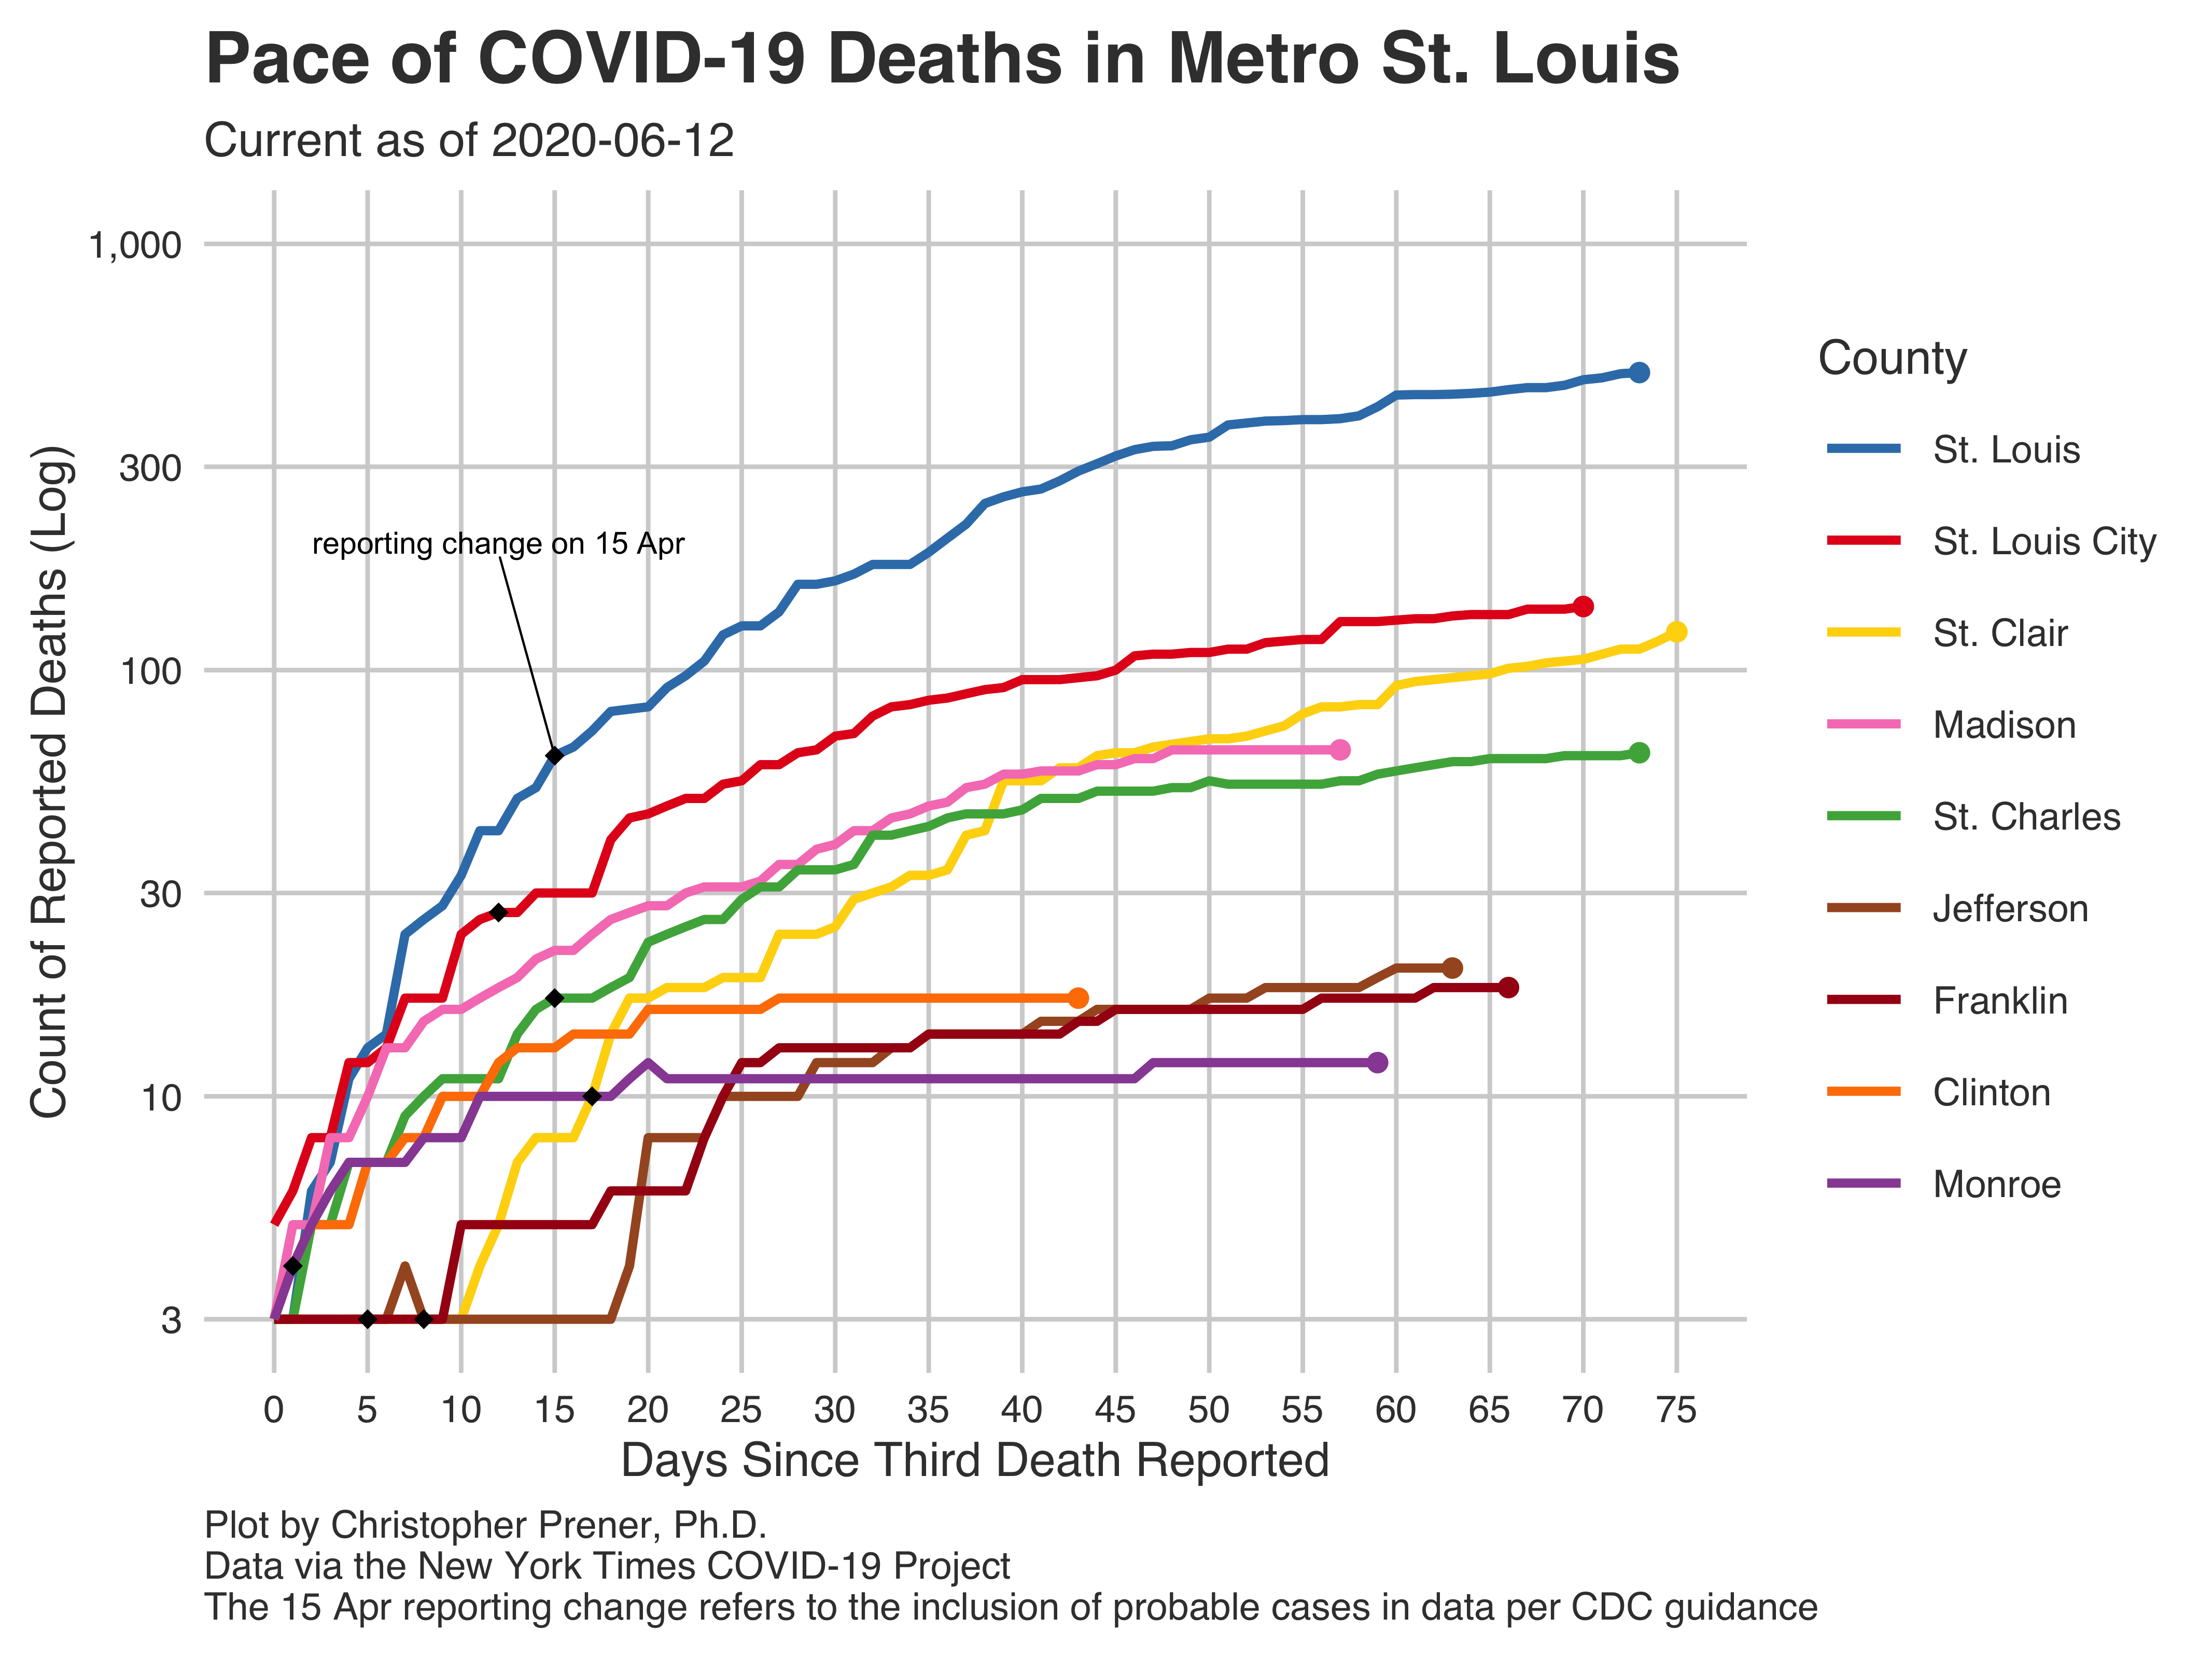 Pace of COVID-19 Deaths in Metro St. Louis
Current as of 2020-06-12
Count of Reported Deaths (Log)
1,000
300
100
30
10
3
reporting change on 15 Apr
0 5 10 15 20 25 30 35 40 45 50 55 60 65 70 75
Days Since Third Death Reported
County
St. Louis
St. Louis City
St. Clair
Madison
St. Charles
Jefferson
Franklin
Clinton
Monroe
Plot by Christopher Prener, Ph.D.
Data via the New York Times COVID-19 Project
The 15 Apr reporting change refers to the inclusion of probable cases in data per CDC guidance